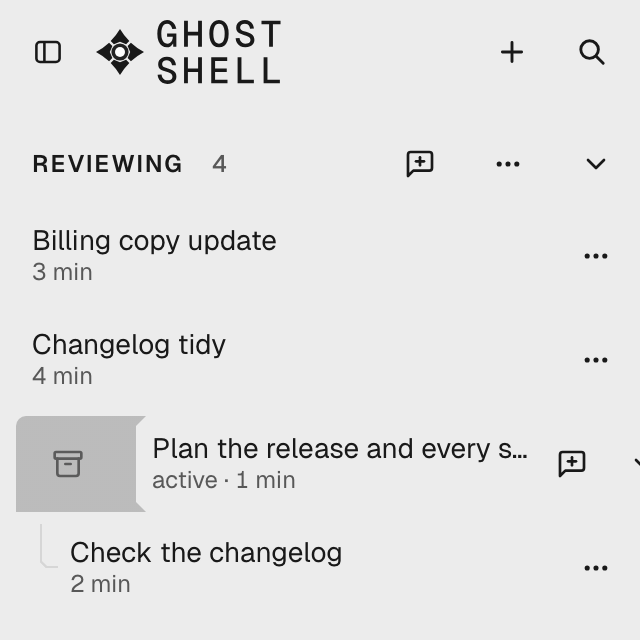 GHOST
SHELL
REVIEWING 4
Billing copy update
3 min
Changelog tidy
4 min
Plan the release and every s...
active · 1 min
Check the changelog
2 min